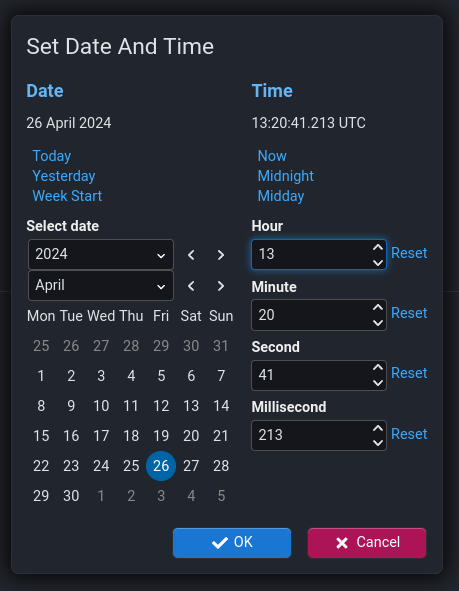 Set Date And Time
Date
26 April 2024
Today
Yesterday
Week Start
Select date
2024
April
Mon Tue Wed Thu Fri Sat Sun
25 26 27 28 29 30 31
1 2 3 4 5 6 7
8 9 10 11 12 13 14
15 16 17 18 19 20 21
22 23 24 25 26 27 28
29 30 1 2 3 4 5
Time
13:20:41.213 UTC
Now
Midnight
Midday
Hour
13 Reset
Minute
20 Reset
Second
41 Reset
Millisecond
213 Reset
OK
Cancel